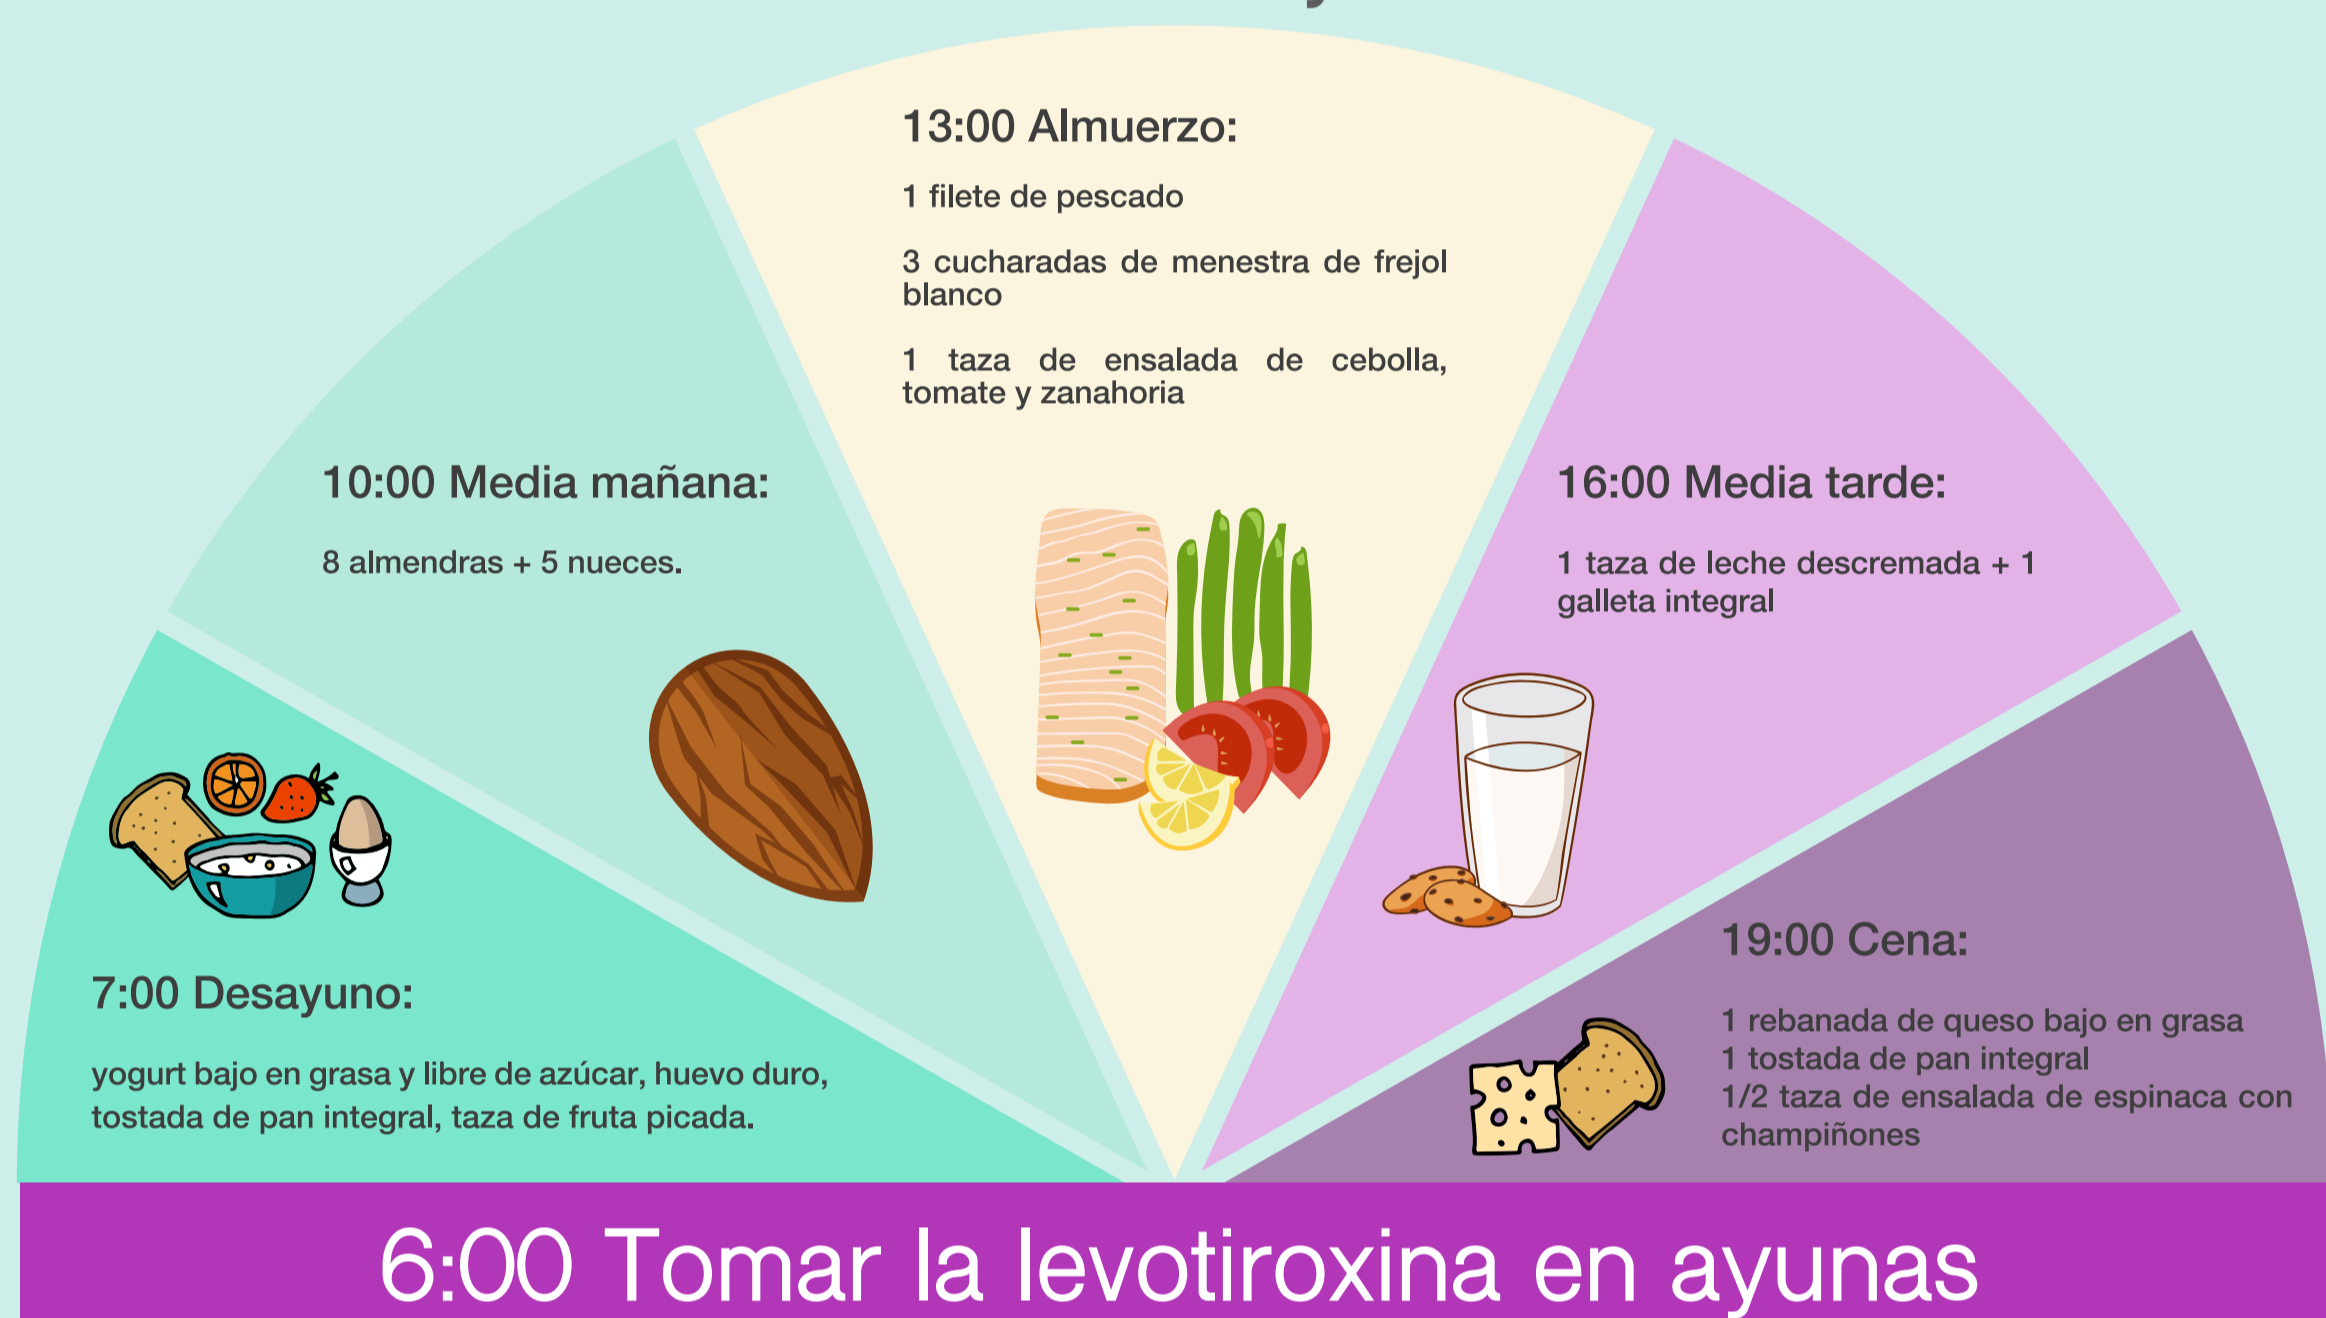 7:00 Desayuno:
yogurt bajo en grasa y libre de azúcar, huevo duro,
tostada de pan integral, taza de fruta picada.
10:00 Media mañana:
8 almendras + 5 nueces.
13:00 Almuerzo:
1 filete de pescado
3 cucharadas de menestra de frejol
blanco
1 taza de ensalada de cebolla,
tomate y zanahoria
16:00 Media tarde:
1 taza de leche descremada + 1
galleta integral
19:00 Cena:
1 rebanada de queso bajo en grasa
1 tostada de pan integral
1/2 taza de ensalada de espinaca con
champiñones
6:00 Tomar la levotiroxina en ayunas